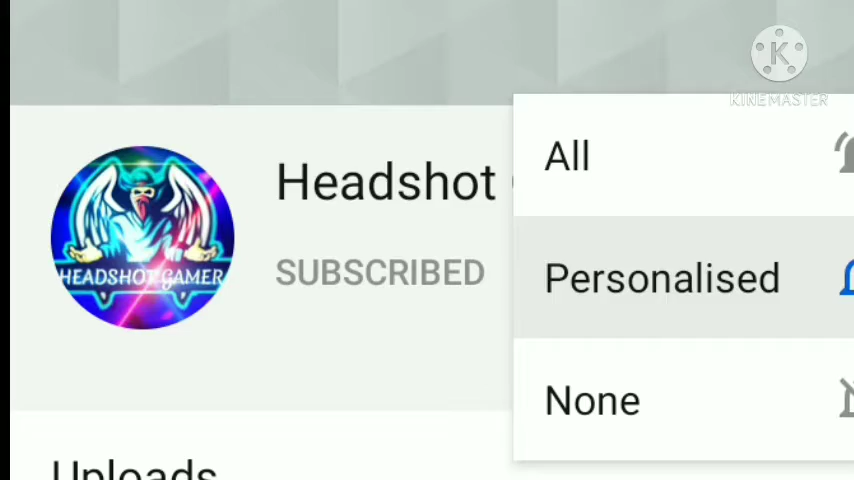 K
KINEMASTER
All
Headshot
HEADSHOT GAMER
SUBSCRIBED
Personalised
None
Uploads